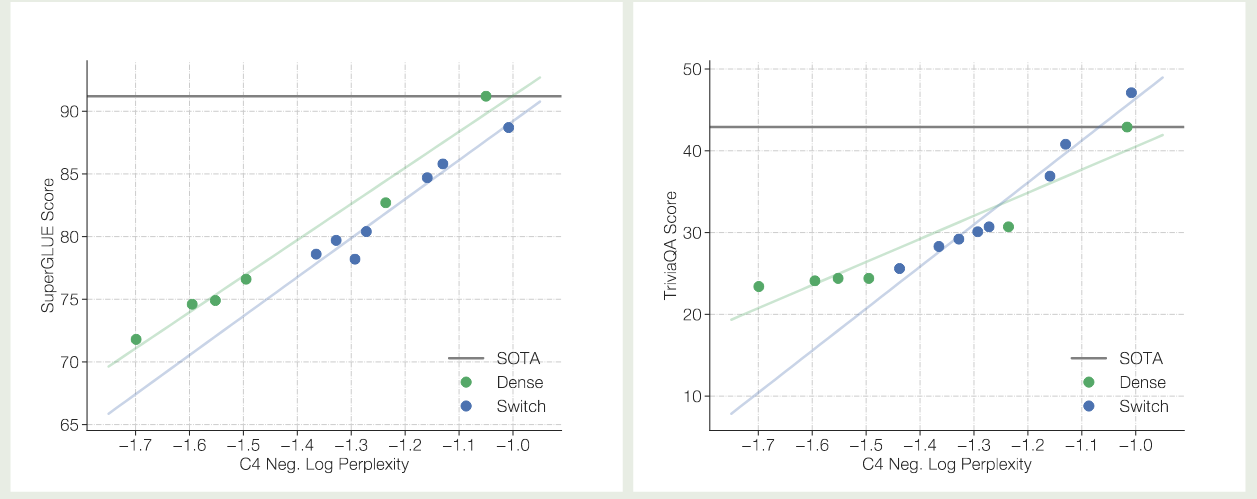 SuperGLUE Score
90
85
80
75
70
65
−1.7 −1.6 −1.5 −1.4 −1.3 −1.2 −1.1 −1.0
C4 Neg. Log Perplexity
SOTA
Dense
Switch
TriviaQA Score
50
40
30
20
10
−1.7 −1.6 −1.5 −1.4 −1.3 −1.2 −1.1 −1.0
C4 Neg. Log Perplexity
SOTA
Dense
Switch